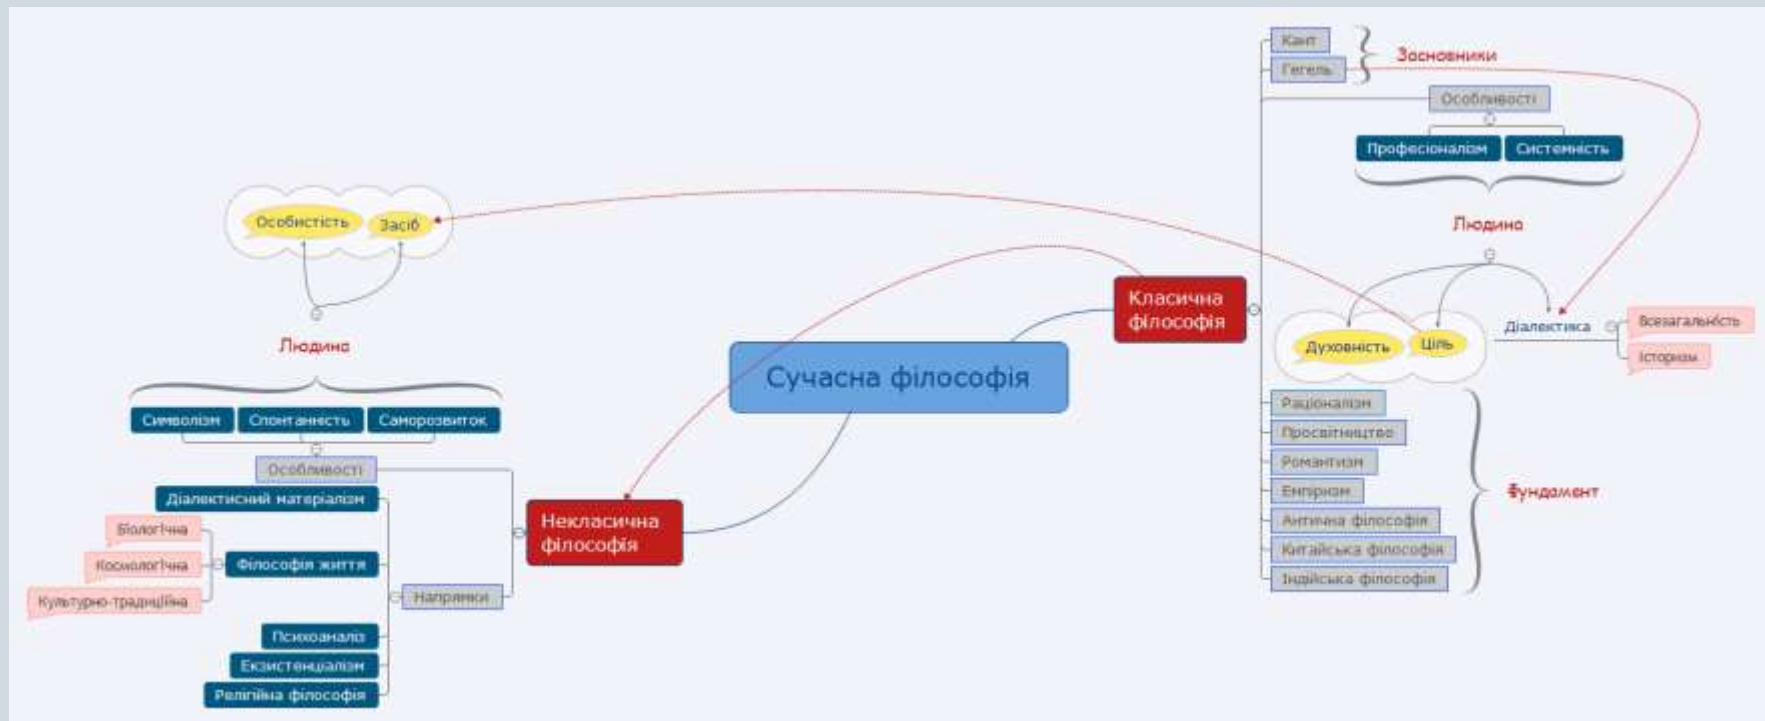 Сучасна філософія
Класична
філософія
Кант
Гегель
Засновники
Особливості
Професіоналізм
Системність
Людина
Духовність
Ціль
Діалектика
Всезагальність
Історизм
Раціоналізм
Просвітництво
Романтизм
Емпіризм
Антична філософія
Китайська філософія
Індійська філософія
Фундамент
Некласична
філософія
Особистість
Засіб
Людина
Символізм
Спонтанність
Саморозвиток
Особливості
Напрямки
Діалектисний матеріалізм
Філософія життя
Біологічна
Космологічна
Культурно-традиційна
Психоаналіз
Екзистенціалізм
Релігійна філософія